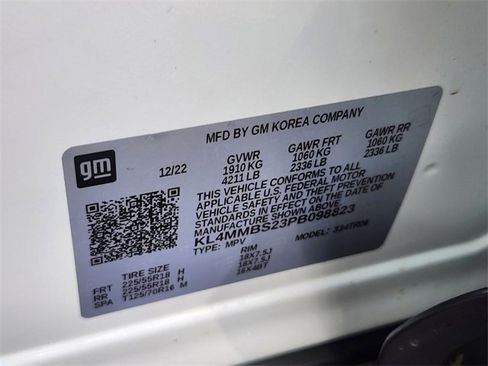 MFD BY GM KOREA COMPANY
gm
12/22
GVWR GAWR FRT GAWR RR
1910 KG 1060 KG 1060 KG
4211 LB 2336 LB 2336 LB
THIS VEHICLE CONFORMS TO ALL
APPLICABLE U.S. FEDERAL MOTOR
VEHICLE SAFETY STANDARDS IN
EFFECT ON THE DATE OF
MANUFACTURE SHOWN ABOVE.
KL4MMBS23PB098823
TYPE: MPV MODEL:
TIRE SIZE RIM
FRT 225/55R18 H 18X7.5J
RR 225/55R18 H 18X7.5J
SPA T125/70R16 M 16X4BT